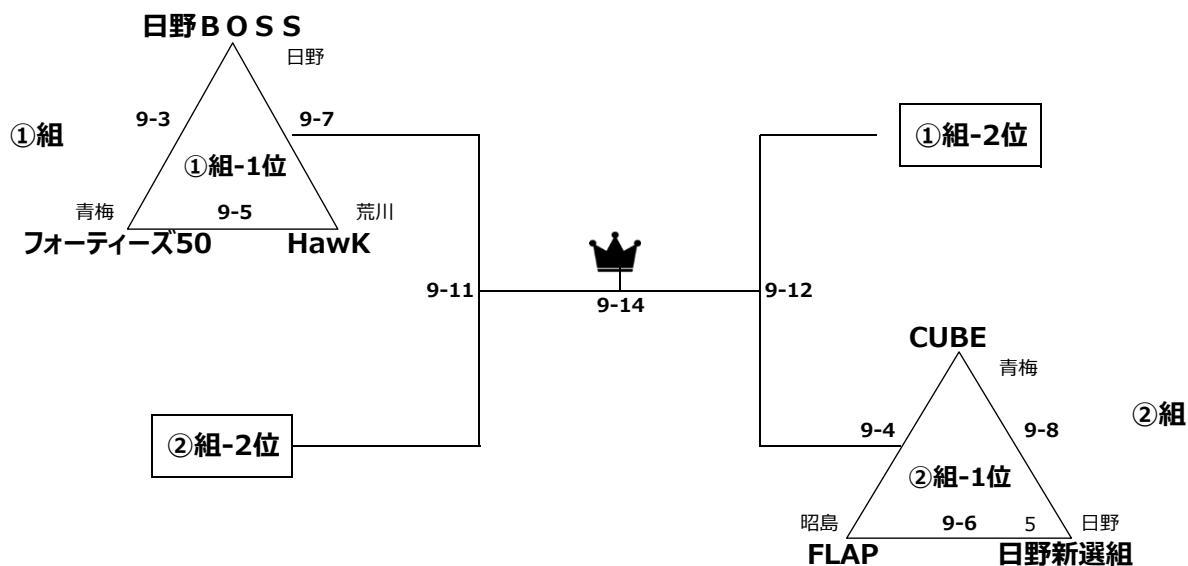 日野ＢＯＳＳ
日野
9-3
9-7
①組
①組-1位
青梅
9-5
荒川
フォーティーズ50
HawK
①組-2位
9-11
9-14
9-12
CUBE
青梅
②組
②組-2位
9-4
9-8
②組-1位
昭島
9-6
5
日野
FLAP
日野新選組